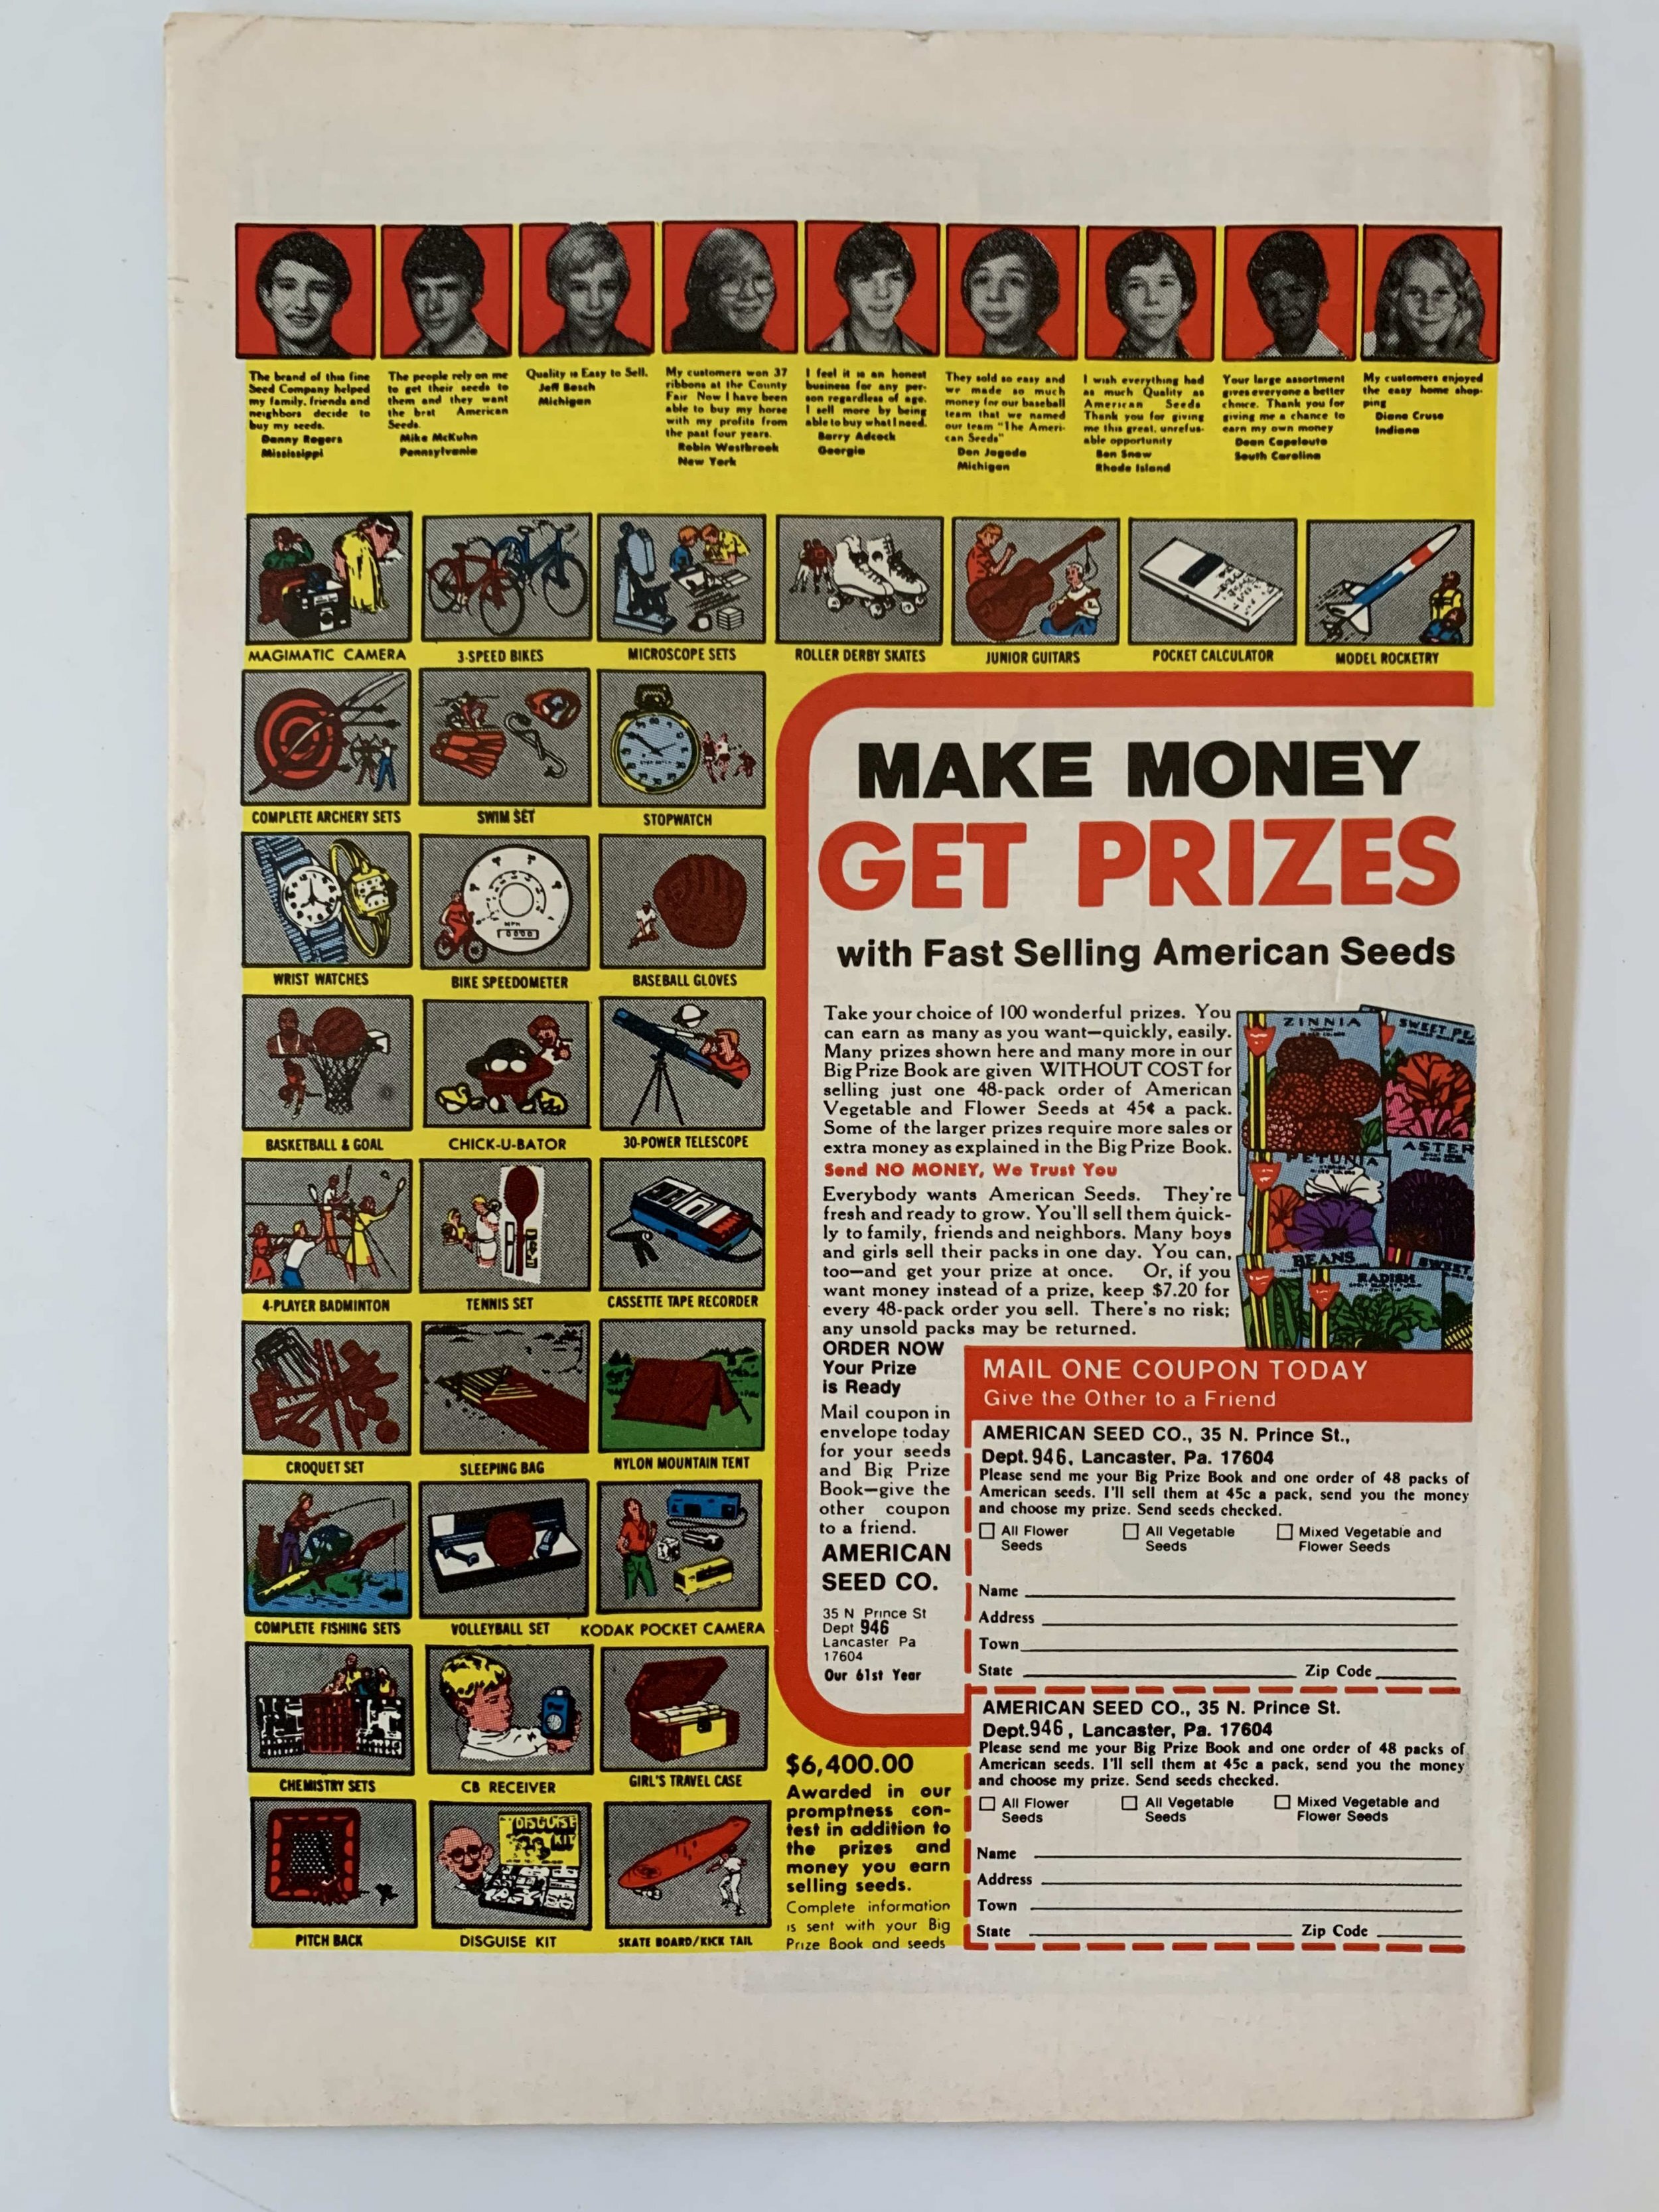 The brand of this fine
Seed Company helped
my family, friends and
neighbors decide to
buy my seeds.
Danny Rogers
Mississippi
The people rely on me
to get their seeds to
them and they want
the brst American
Seeds.
Mike McKuhn
Pennsylvania
Quality is Easy to Sell.
Jeff Besch
Michigan
My customers won 37
ribbons at the County
Fair Now I have been
able to buy my horse
with my profits from
the past four years.
Robin Westbrook
New York
I feel it is an honest
business for any per-
son regardless of age.
I sell more by being
able to buy what I need.
Barry Adcock
Georgia
They sold so easy and
we made so much
money for our baseball
team that we named
our team "The Ameri-
can Seeds"
Dan Jagoda
Michigan
I wish everything had
as much Quality as
American Seeds
Thank you for giving
me this great, unrefus-
able opportunity
Ben Snow
Rhode Island
Your large assortment
gives everyone a better
choice. Thank you for
giving me a chance to
earn my own money
Dean Capelouto
South Carolina
My customers enjoyed
the easy home shop-
ping
Diane Cruse
Indiana
MAGIMATIC CAMERA
3-SPEED BIKES
MICROSCOPE SETS
ROLLER DERBY SKATES
JUNIOR GUITARS
POCKET CALCULATOR
MODEL ROCKETRY
COMPLETE ARCHERY SETS
SWIM SET
STOPWATCH
WRIST WATCHES
MPH
0000
BIKE SPEEDOMETER
BASEBALL GLOVES
BASKETBALL & GOAL
CHICK-U-BATOR
30-POWER TELESCOPE
4-PLAYER BADMINTON
TENNIS SET
CASSETTE TAPE RECORDER
CROQUET SET
SLEEPING BAG
NYLON MOUNTAIN TENT
COMPLETE FISHING SETS
VOLLEYBALL SET
KODAK POCKET CAMERA
CHEMISTRY SETS
CB RECEIVER
GIRL'S TRAVEL CASE
PITCH BACK
DISGUISE
KIT
DISGUISE KIT
SKATE BOARD/KICK TAIL
MAKE MONEY
GET PRIZES
with Fast Selling American Seeds
Take your choice of 100 wonderful prizes. You
can earn as many as you want—quickly, easily.
Many prizes shown here and many more in our
Big Prize Book are given WITHOUT COST for
selling just one 48-pack order of American
Vegetable and Flower Seeds at 45¢ a pack.
Some of the larger prizes require more sales or
extra money as explained in the Big Prize Book.
Send NO MONEY, We Trust You
Everybody wants American Seeds. They're
fresh and ready to grow. You'll sell them quick-
ly to family, friends and neighbors. Many boys
and girls sell their packs in one day. You can,
too—and get your prize at once. Or, if you
want money instead of a prize, keep $7.20 for
every 48-pack order you sell. There's no risk;
any unsold packs may be returned.
ZINNIA
SWEET PE
ASTER
PETUNIA
BEANS
RADISH
SWEET
ORDER NOW
Your Prize
is Ready
Mail coupon in
envelope today
for your seeds
and Big Prize
Book—give the
other coupon
to a friend.
AMERICAN
SEED CO.
35 N Prince St
Dept 946
Lancaster Pa
17604
Our 61st Year
$6,400.00
Awarded in our
promptness con-
test in addition to
the prizes and
money you earn
selling seeds.
Complete information
is sent with your Big
Prize Book and seeds
MAIL ONE COUPON TODAY
Give the Other to a Friend
AMERICAN SEED CO., 35 N. Prince St.,
Dept. 946, Lancaster, Pa. 17604
Please send me your Big Prize Book and one order of 48 packs of
American seeds. I'll sell them at 45c a pack, send you the money
and choose my prize. Send seeds checked.
All Flower Seeds
All Vegetable Seeds
Mixed Vegetable and Flower Seeds
Name
Address
Town
State Zip Code
AMERICAN SEED CO., 35 N. Prince St.
Dept.946, Lancaster, Pa. 17604
Please send me your Big Prize Book and one order of 48 packs of
American seeds. I'll sell them at 45c a pack, send you the money
and choose my prize. Send seeds checked.
All Flower Seeds
All Vegetable Seeds
Mixed Vegetable and Flower Seeds
Name
Address
Town
State Zip Code